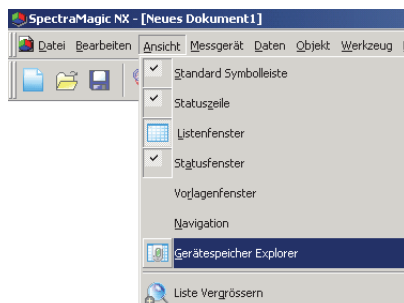 SpectraMagic NX - [Neues Dokument1]
Datei Bearbeiten Ansicht Messgerät Daten Objekt Werkzeug
Standard Symbolleiste
Statuszeile
Listenfenster
Statusfenster
Vorlagenfenster
Navigation
Gerätespeicher Explorer
Liste Vergrössern